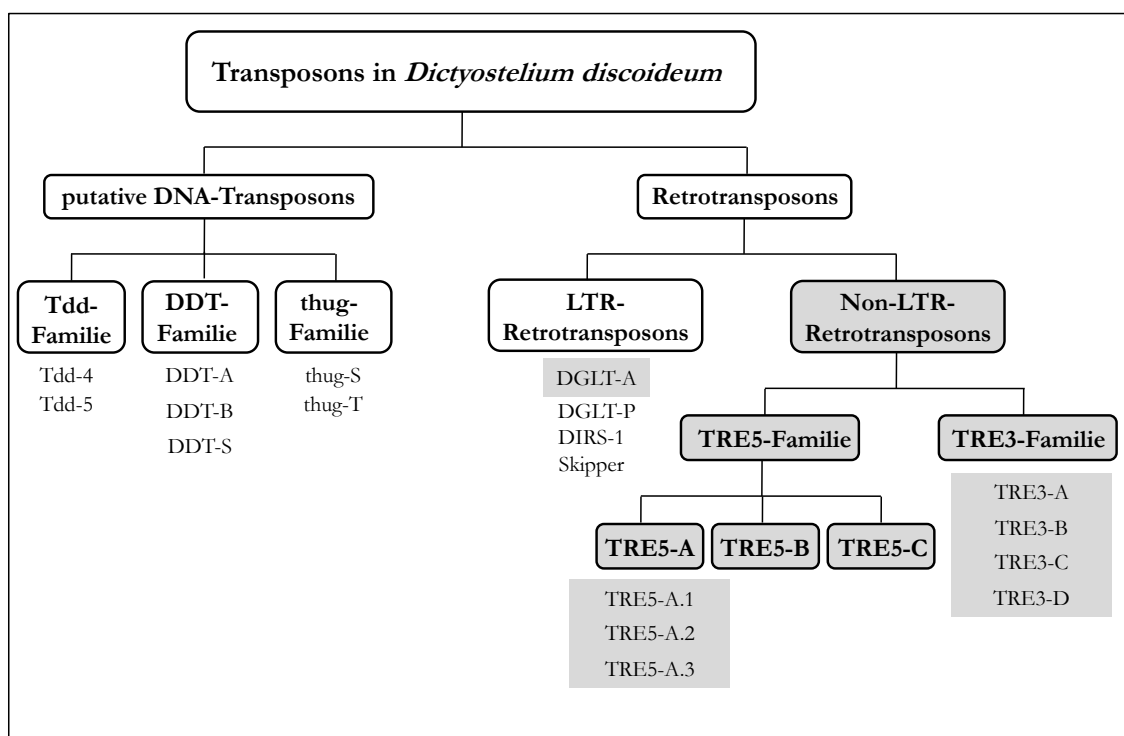 Transposons in Dictyostelium discoideum
putative DNA-Transposons
Retrotransposons
Tdd-
Familie
DDT-
Familie
thug-
Familie
LTR-
Retrotransposons
Non-LTR-
Retrotransposons
Tdd-4
Tdd-5
DDT-A
DDT-B
DDT-S
thug-S
thug-T
DGLT-A
DGLT-P
DIRS-1
Skipper
TRE5-Familie
TRE3-Familie
TRE5-A
TRE5-B
TRE5-C
TRE5-A.1
TRE5-A.2
TRE5-A.3
TRE3-A
TRE3-B
TRE3-C
TRE3-D